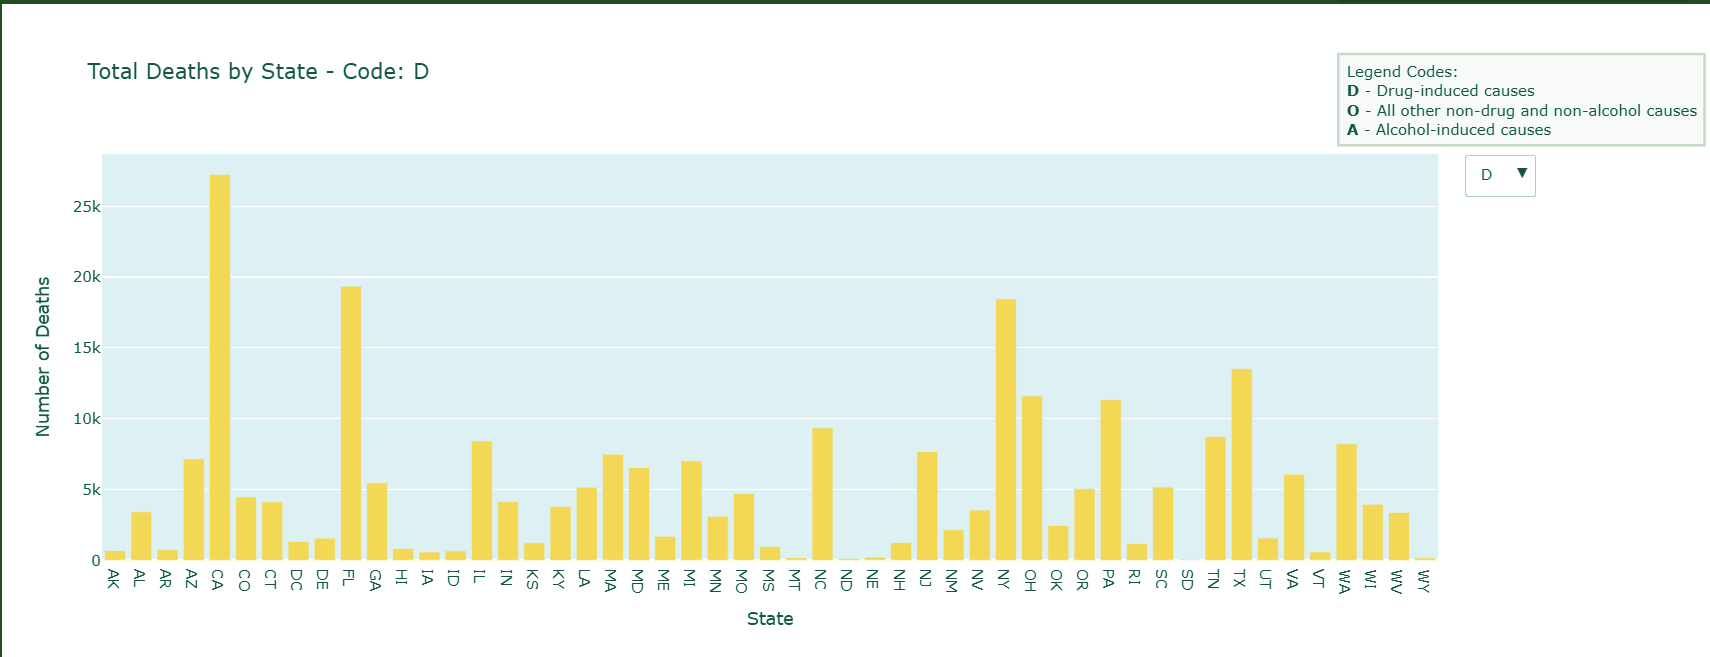 Total Deaths by State - Code: D
Legend Codes:
D - Drug-induced causes
O - All other non-drug and non-alcohol causes
A - Alcohol-induced causes
D ▼
Number of Deaths
25k
20k
15k
10k
5k
0
AK AL AR AZ CA CO CT DC DE FL GA HI IA ID IL IN KS KY LA MA MD ME MI MN MO MS MT NC ND NE NH NJ NM NV NY OH OK OR PA RI SC SD TN TX UT VA VT WA WI WV WY
State